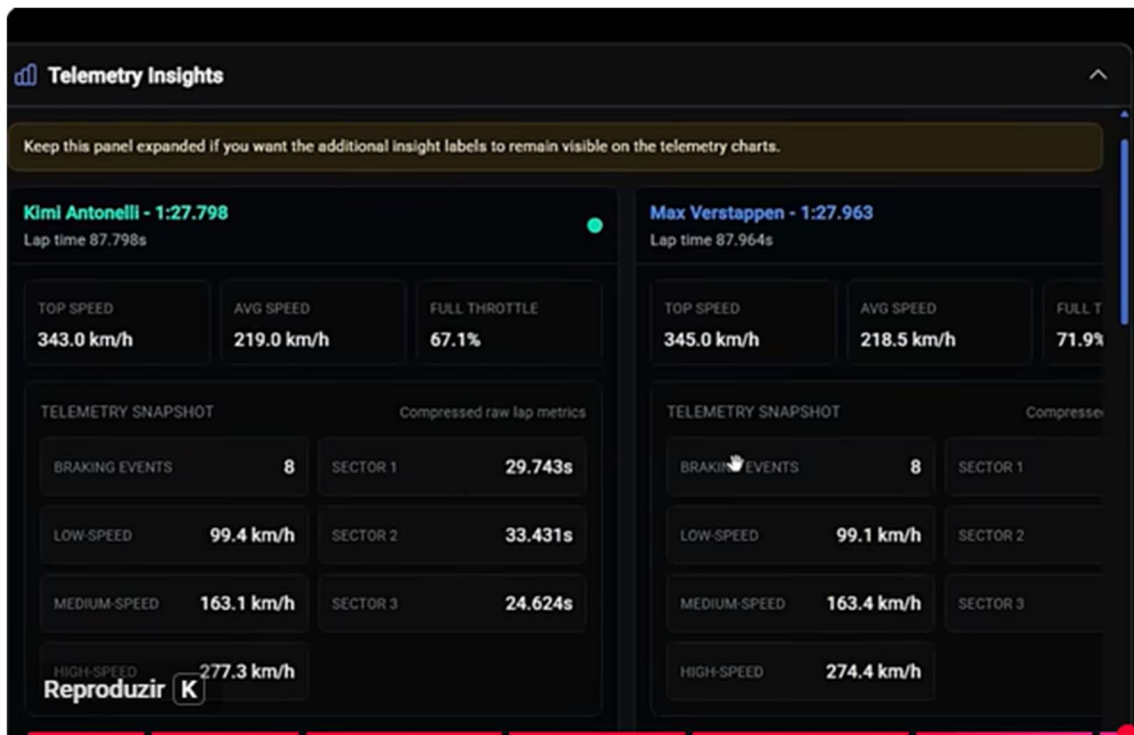 Telemetry Insights
Keep this panel expanded if you want the additional insight labels to remain visible on the telemetry charts.
Kimi Antonelli - 1:27.798
Lap time 87.798s
TOP SPEED
343.0 km/h
AVG SPEED
219.0 km/h
FULL THROTTLE
67.1%
TELEMETRY SNAPSHOT
Compressed raw lap metrics
BRAKING EVENTS 8
SECTOR 1 29.743s
LOW-SPEED 99.4 km/h
SECTOR 2 33.431s
MEDIUM-SPEED 163.1 km/h
SECTOR 3 24.624s
HIGH-SPEED 277.3 km/h
Reproduzir K
Max Verstappen - 1:27.963
Lap time 87.964s
TOP SPEED
345.0 km/h
AVG SPEED
218.5 km/h
FULL T
71.9%
TELEMETRY SNAPSHOT
Compresse
BRAKING EVENTS 8
SECTOR 1
LOW-SPEED 99.1 km/h
SECTOR 2
MEDIUM-SPEED 163.4 km/h
SECTOR 3
HIGH-SPEED 274.4 km/h